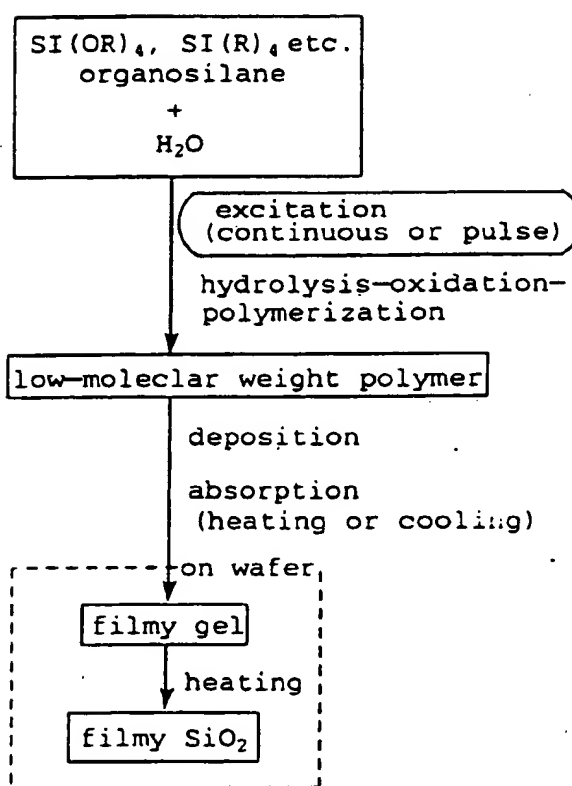 SI(OR)₄, SI(R)₄ etc.
organosilane
+
H₂O
excitation
(continuous or pulse)
hydrolysis—oxidation—
polymerization
low—moleclar weight polymer
deposition
absorption
(heating or cooling)
on wafer
filmy gel
heating
filmy SiO₂